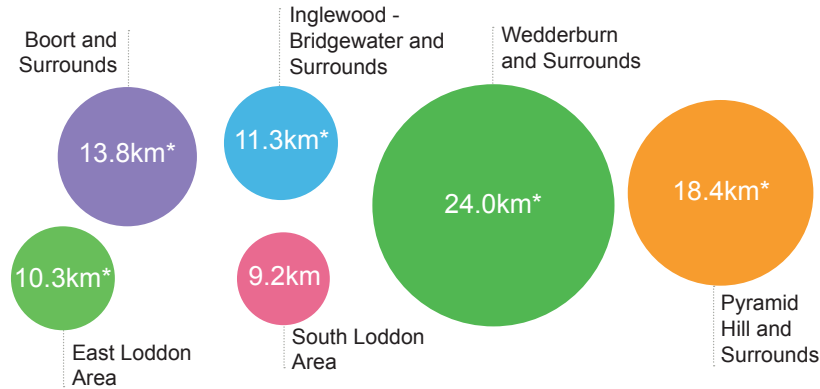 Boort and
Surrounds
13.8km*
Inglewood -
Bridgewater and
Surrounds
11.3km*
Wedderburn
and Surrounds
24.0km*
18.4km*
Pyramid
Hill and
Surrounds
10.3km*
East Loddon
Area
9.2km
South Loddon
Area